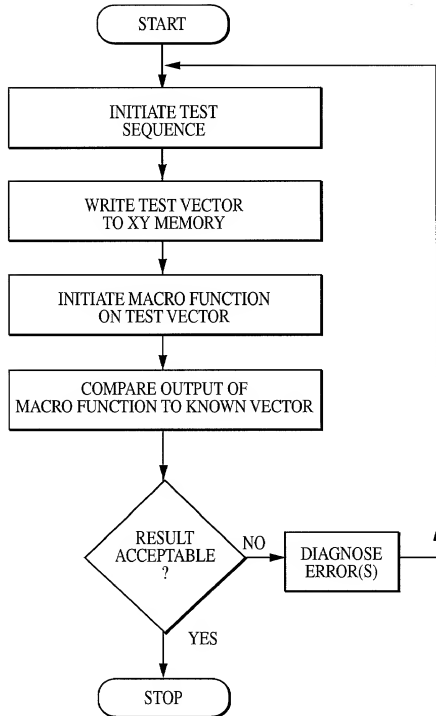 START
INITIATE TEST
SEQUENCE
WRITE TEST VECTOR
TO XY MEMORY
INITIATE MACRO FUNCTION
ON TEST VECTOR
COMPARE OUTPUT OF
MACRO FUNCTION TO KNOWN VECTOR
RESULT
ACCEPTABLE
?
NO
DIAGNOSE
ERROR(S)
YES
STOP